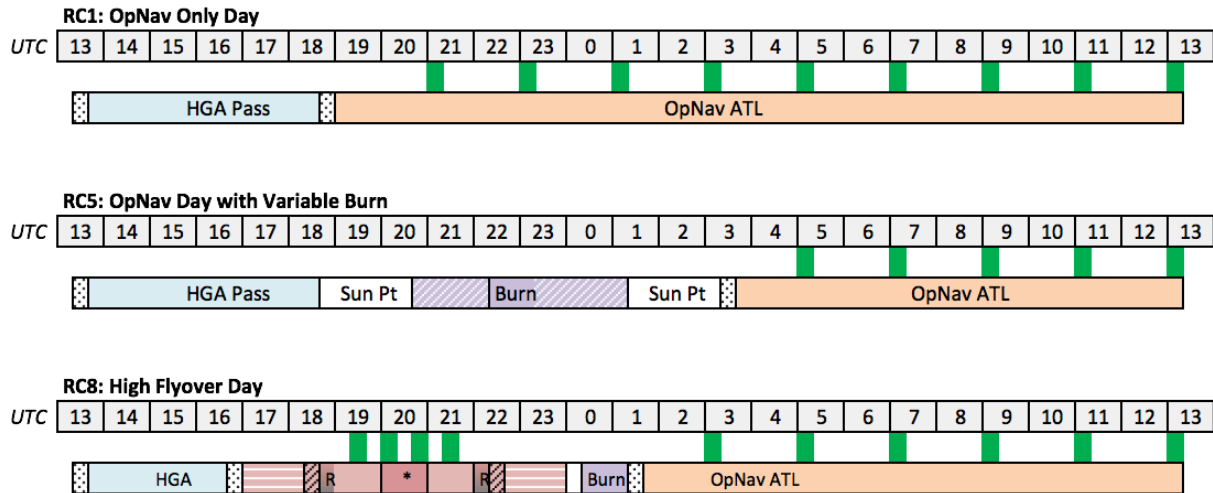 RC1: OpNav Only Day
UTC 13 14 15 16 17 18 19 20 21 22 23 0 1 2 3 4 5 6 7 8 9 10 11 12 13
HGA Pass OpNav ATL
RC5: OpNav Day with Variable Burn
UTC 13 14 15 16 17 18 19 20 21 22 23 0 1 2 3 4 5 6 7 8 9 10 11 12 13
HGA Pass Sun Pt Burn Sun Pt OpNav ATL
RC8: High Flyover Day
UTC 13 14 15 16 17 18 19 20 21 22 23 0 1 2 3 4 5 6 7 8 9 10 11 12 13
HGA R * R Burn OpNav ATL